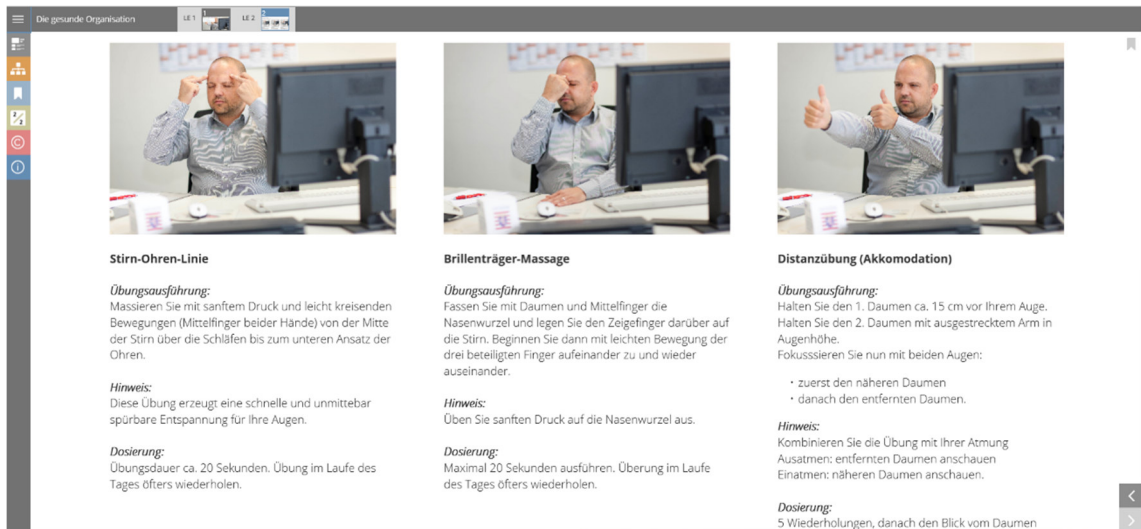 Die gesunde Organisation
LE 1
1
LE 2
2
Stirn-Ohren-Linie
Übungsausführung:
Massieren Sie mit sanftem Druck und leicht kreisenden
Bewegungen (Mittelfinger beider Hände) von der Mitte
der Stirn über die Schläfen bis zum unteren Ansatz der
Ohren.
Hinweis:
Diese Übung erzeugt eine schnelle und unmittebar
spürbare Entspannung für Ihre Augen.
Dosierung:
Übungsdauer ca. 20 Sekunden. Übung im Laufe des
Tages öfters wiederholen.
Brillenträger-Massage
Übungsausführung:
Fassen Sie mit Daumen und Mittelfinger die
Nasenwurzel und legen Sie den Zeigefinger darüber auf
die Stirn. Beginnen Sie dann mit leichten Bewegung der
drei beteiligten Finger aufeinander zu und wieder
auseinander.
Hinweis:
Üben Sie sanften Druck auf die Nasenwurzel aus.
Dosierung:
Maximal 20 Sekunden ausführen. Überung im Laufe
des Tages öfters wiederholen.
Distanzübung (Akkomodation)
Übungsausführung:
Halten Sie den 1. Daumen ca. 15 cm vor Ihrem Auge.
Halten Sie den 2. Daumen mit ausgestrecktem Arm in
Augenhöhe.
Fokusssieren Sie nun mit beiden Augen:
• zuerst den näheren Daumen
• danach den entfernten Daumen.
Hinweis:
Kombinieren Sie die Übung mit Ihrer Atmung
Ausatmen: entfernten Daumen anschauen
Einatmen: näheren Daumen anschauen.
Dosierung:
5 Wiederholungen, danach den Blick vom Daumen